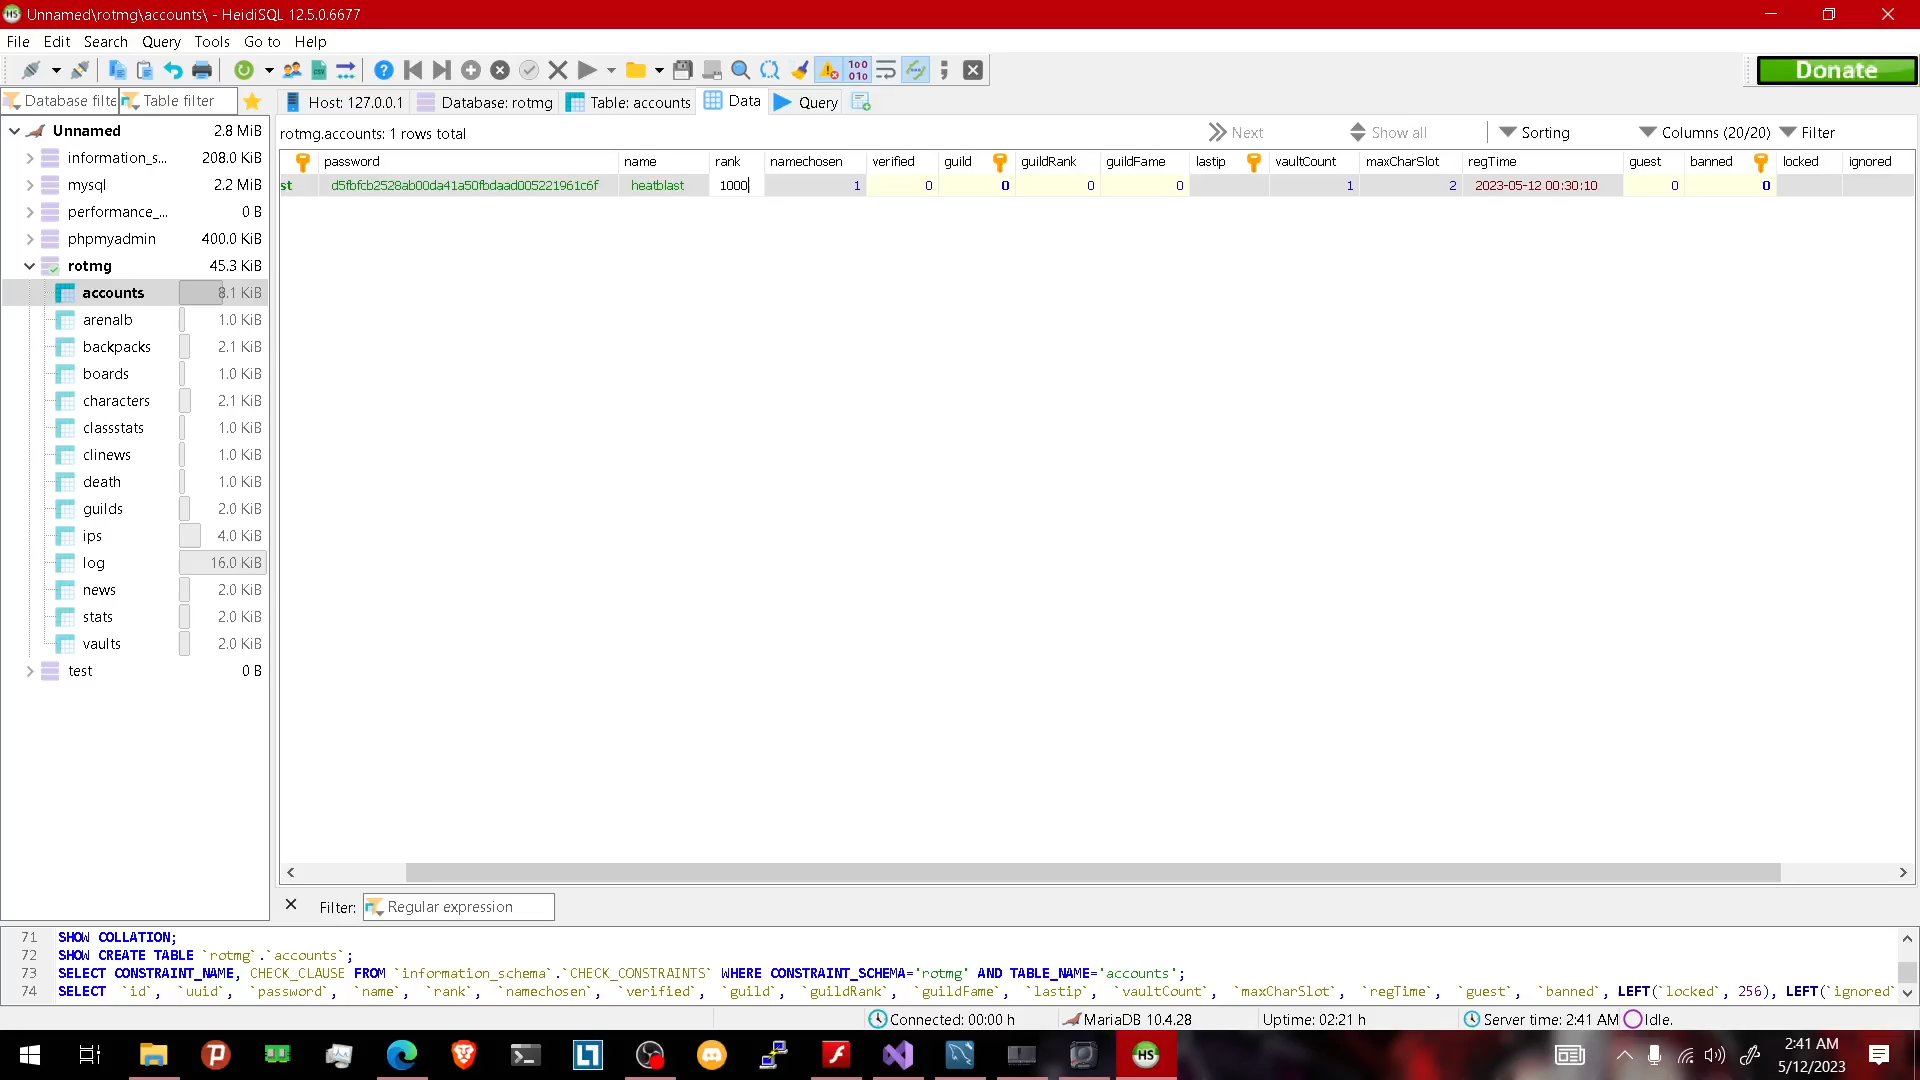 Unnamed\rotmg\accounts\ - HeidiSQL 12.5.0.6677
File Edit Search Query Tools Go to Help
Donate
Database filte Table filter
Host: 127.0.0.1 Database: rotmg Table: accounts Data Query
Unnamed 2.8 MiB
information_s... 208.0 KiB
mysql 2.2 MiB
performance_... 0 B
phpmyadmin 400.0 KiB
rotmg 45.3 KiB
accounts 8.1 KiB
arenalb 1.0 KiB
backpacks 2.1 KiB
boards 1.0 KiB
characters 2.1 KiB
classstats 1.0 KiB
clinews 1.0 KiB
death 1.0 KiB
guilds 2.0 KiB
ips 4.0 KiB
log 16.0 KiB
news 2.0 KiB
stats 2.0 KiB
vaults 2.0 KiB
test 0 B
rotmg.accounts: 1 rows total Next Show all Sorting Columns (20/20) Filter
password name rank namechosen verified guild guildRank guildFame lastip vaultCount maxCharSlot regTime guest banned locked ignored
st d5fbfcb2528ab00da41a50fbdaad005221961c6f heatblast 1000 1 0 0 0 0 1 2 2023-05-12 00:30:10 0 0
Filter: Regular expression
71 SHOW COLLATION;
72 SHOW CREATE TABLE `rotmg`.`accounts`;
73 SELECT CONSTRAINT_NAME, CHECK_CLAUSE FROM `information_schema`.`CHECK_CONSTRAINTS` WHERE CONSTRAINT_SCHEMA='rotmg' AND TABLE_NAME='accounts';
74 SELECT `id`, `uuid`, `password`, `name`, `rank`, `namechosen`, `verified`, `guild`, `guildRank`, `guildFame`, `lastip`, `vaultCount`, `maxCharSlot`, `regTime`, `guest`, `banned`, LEFT(`locked`, 256), LEFT(`ignored`
Connected: 00:00 h MariaDB 10.4.28 Uptime: 02:21 h Server time: 2:41 AM Idle.
2:41 AM
5/12/2023